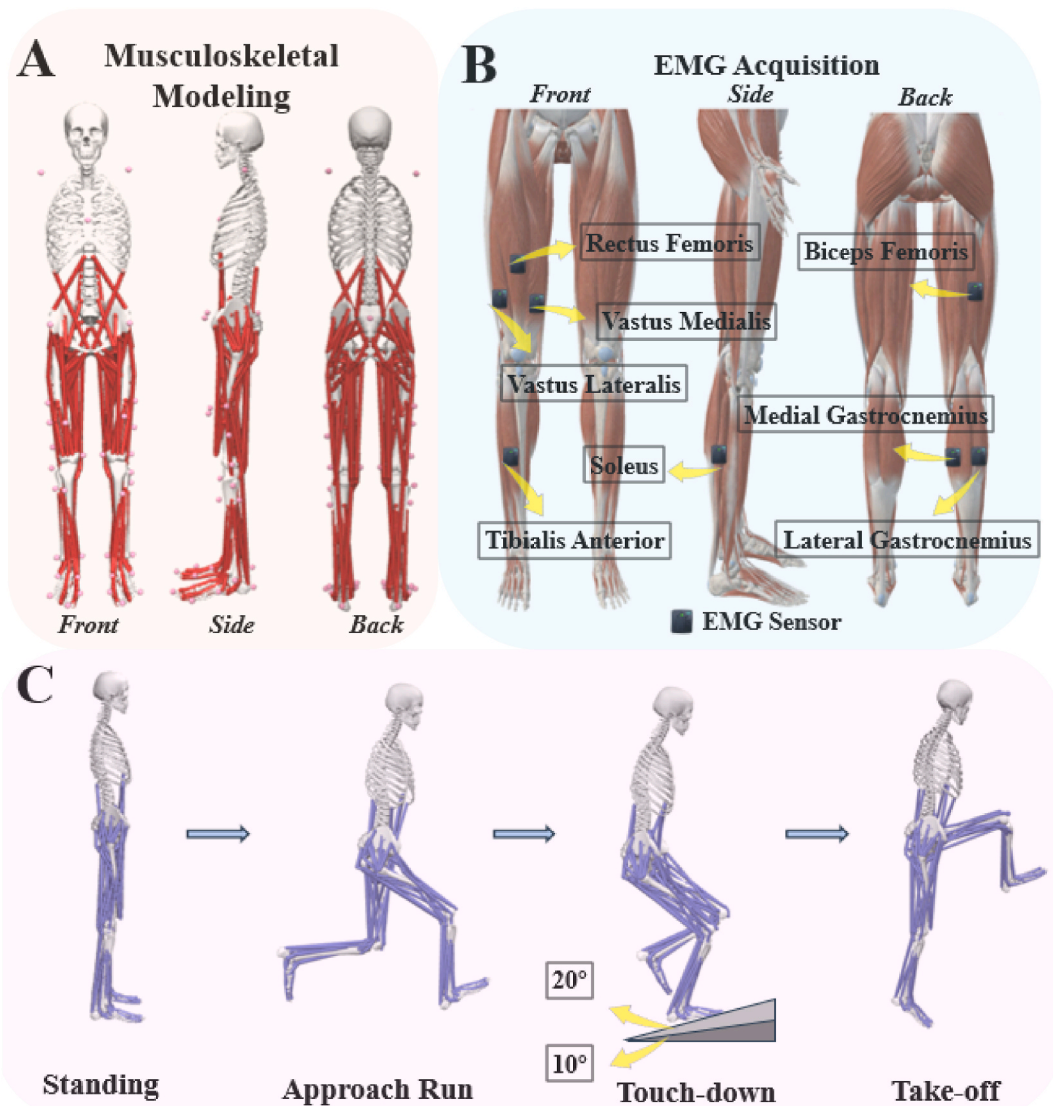 A
Musculoskeletal
Modeling
Front
Side
Back
B
EMG Acquisition
Front
Side
Back
Rectus Femoris
Biceps Femoris
Vastus Medialis
Vastus Lateralis
Medial Gastrocnemius
Soleus
Tibialis Anterior
Lateral Gastrocnemius
EMG Sensor
C
20°
10°
Standing
Approach Run
Touch-down
Take-off